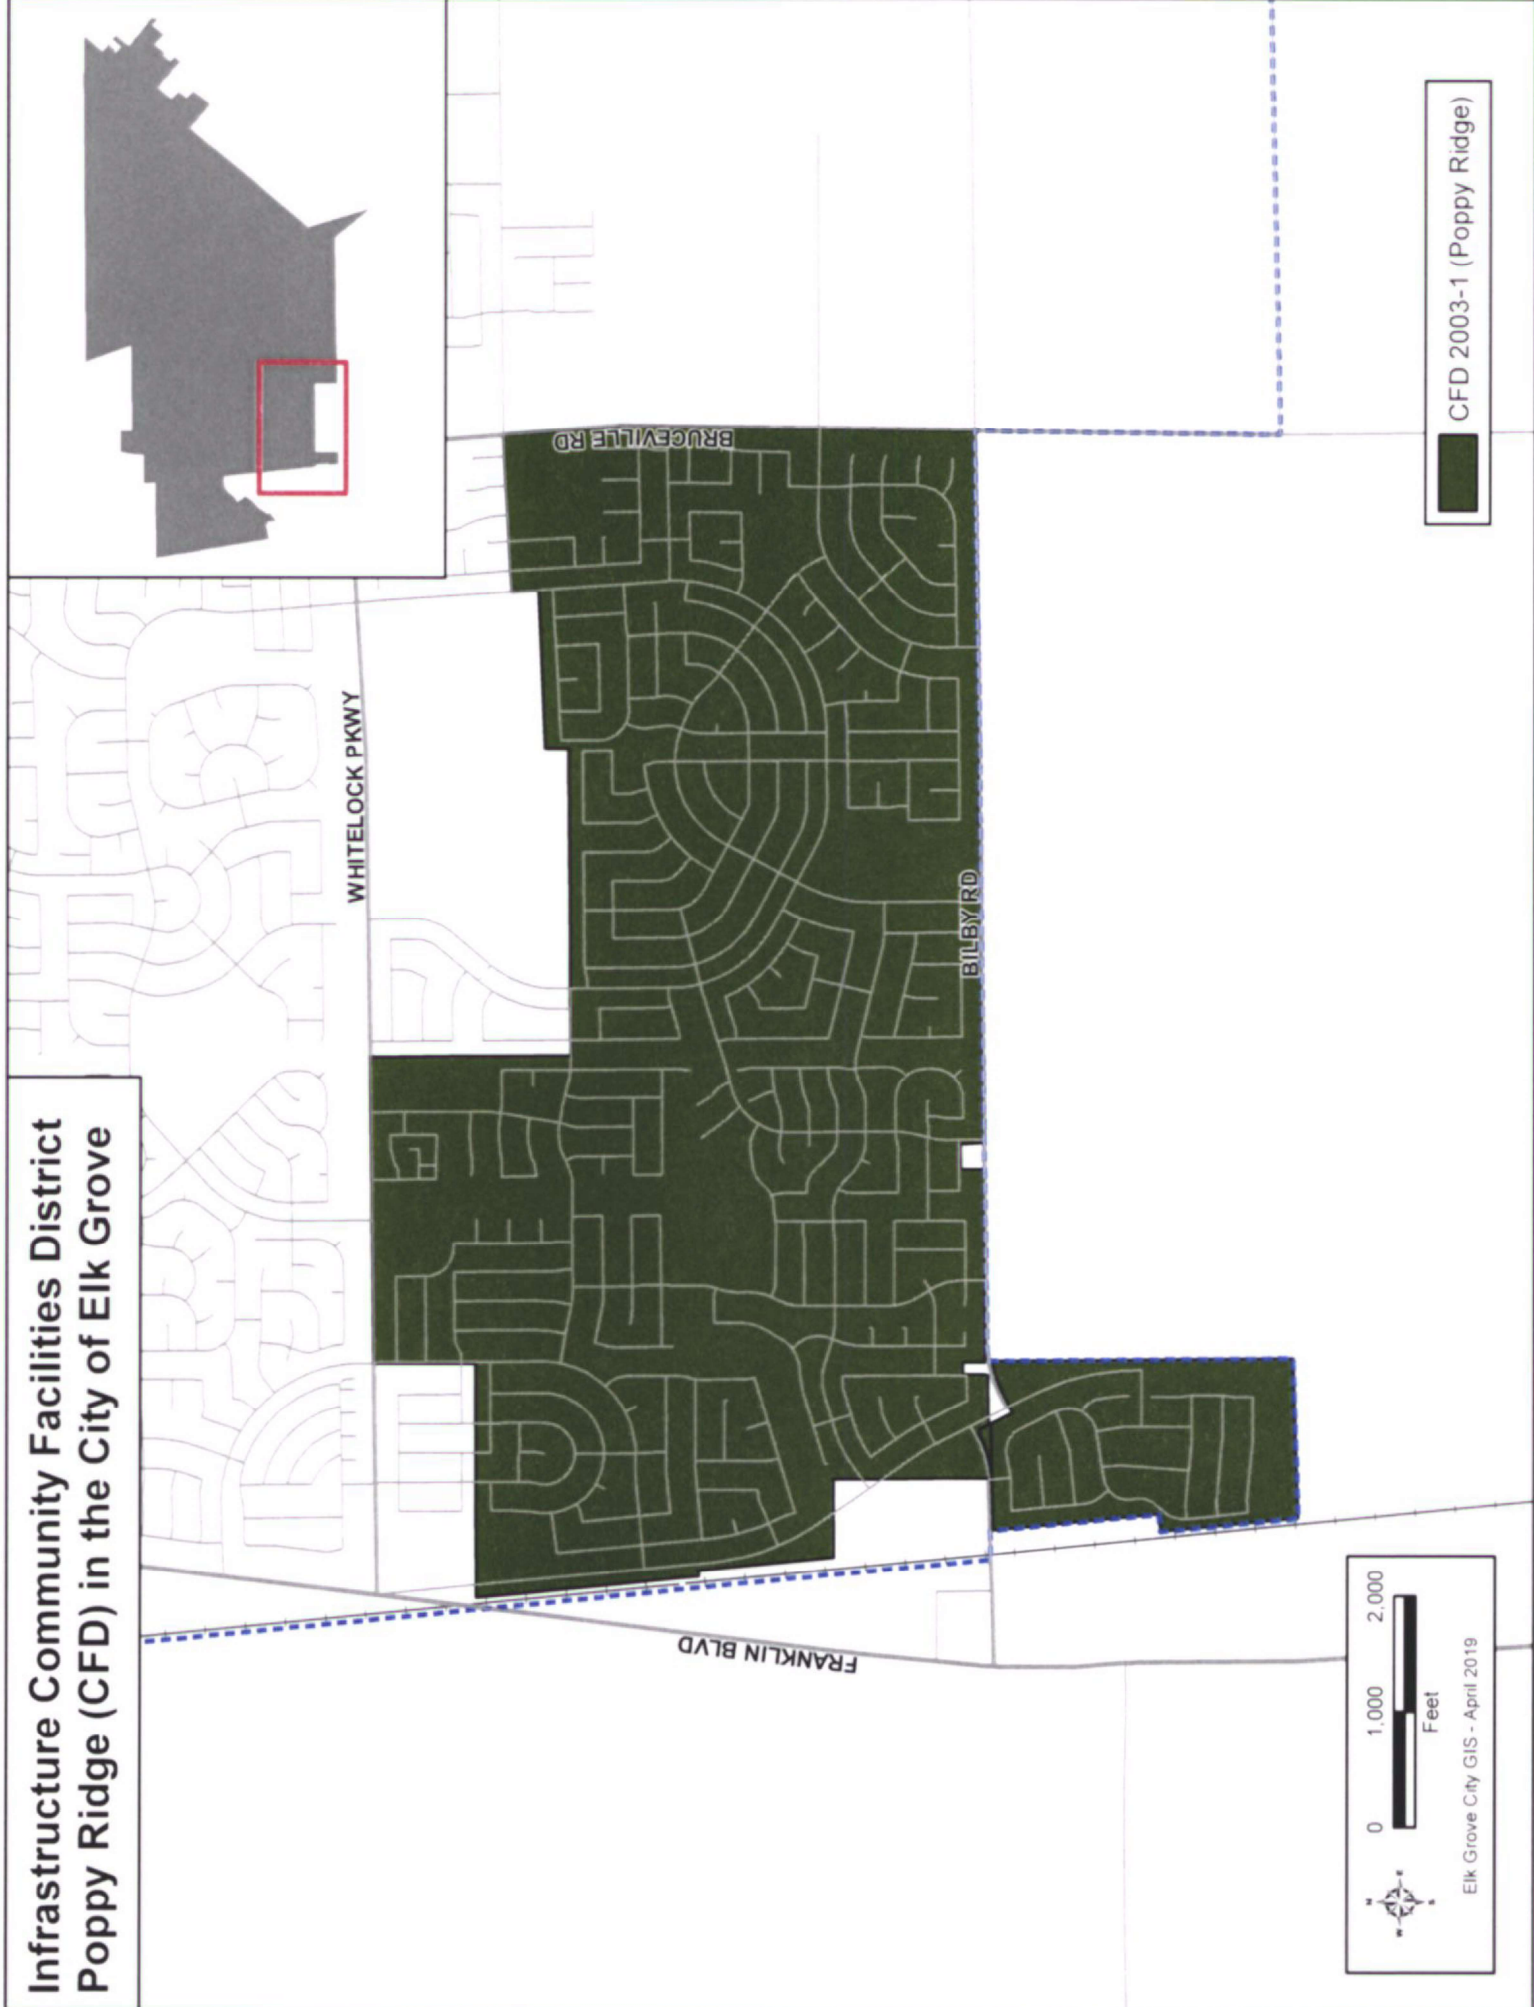 Infrastructure Community Facilities District
Poppy Ridge (CFD) in the City of Elk Grove
WHITELOCK PKWY
BRUCEVILLE RD
BILBY RD
FRANKLIN BLVD
CFD 2003-1 (Poppy Ridge)
N
W E
S
0 1,000 2,000
Feet
Elk Grove City GIS - April 2019